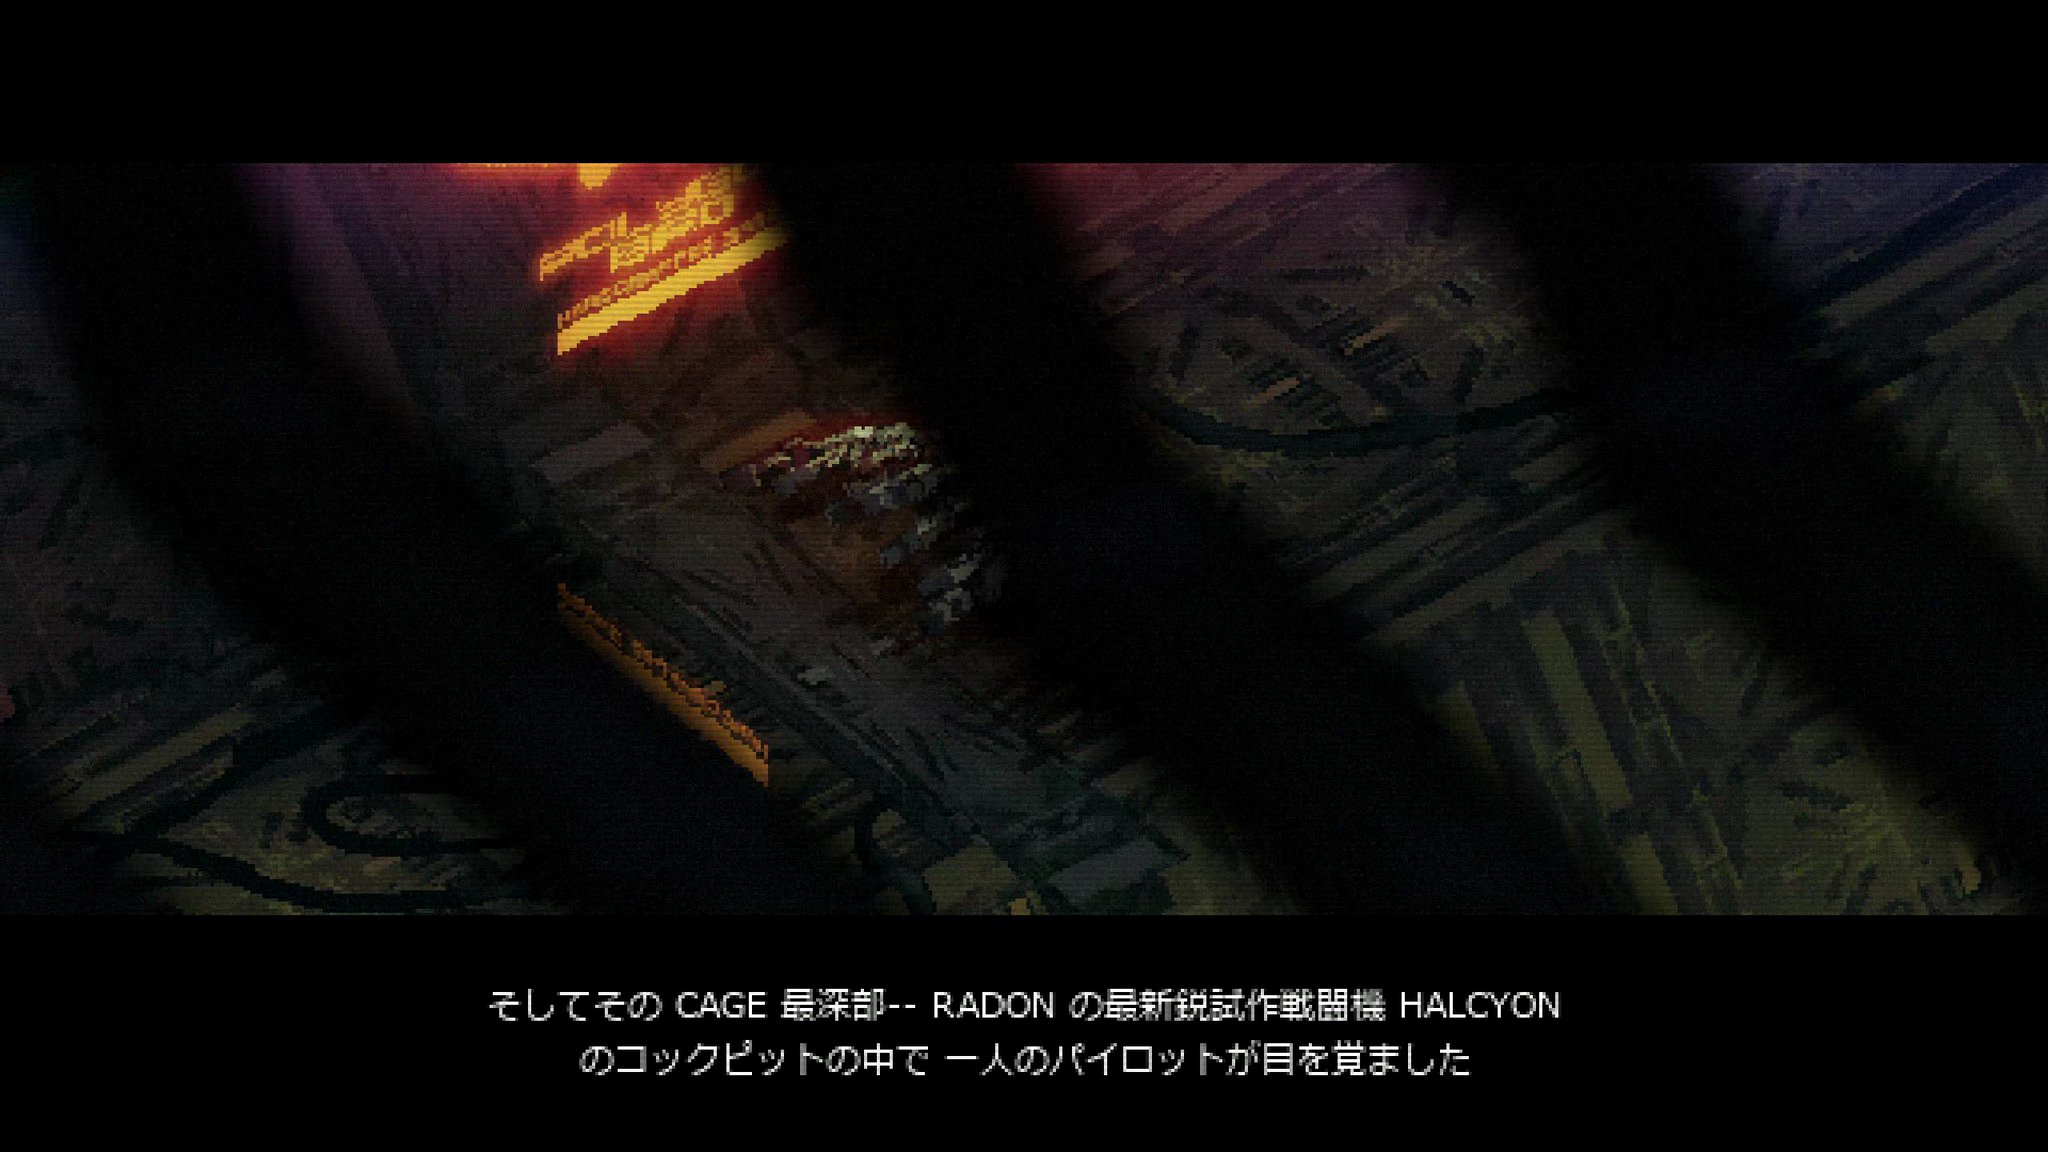 そしてその CAGE 最深部-- RADON の最新鋭試作戦闘機 HALCYON
のコックピットの中で 一人のパイロットが目を覚ました